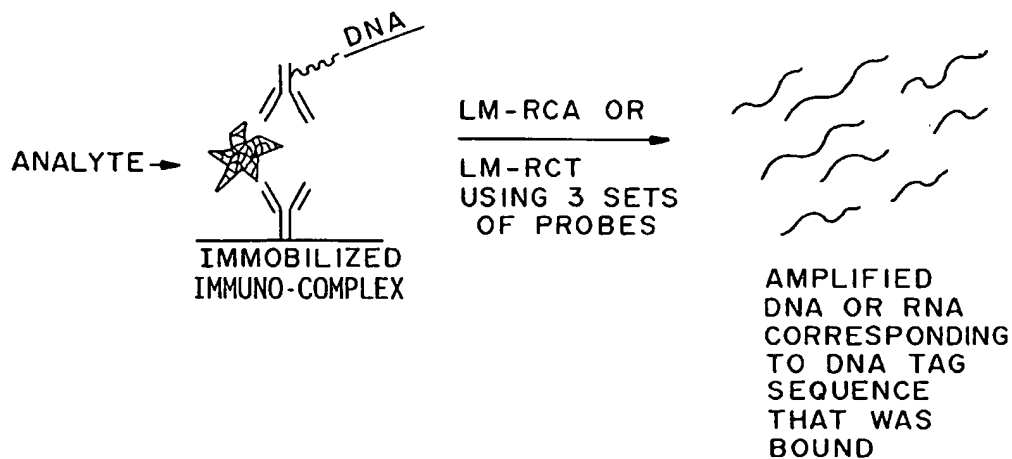 DNA
ANALYTE
IMMOBILIZED
IMMUNO-COMPLEX
LM-RCA OR
LM-RCT
USING 3 SETS
OF PROBES
AMPLIFIED
DNA OR RNA
CORRESPONDING
TO DNA TAG
SEQUENCE
THAT WAS
BOUND